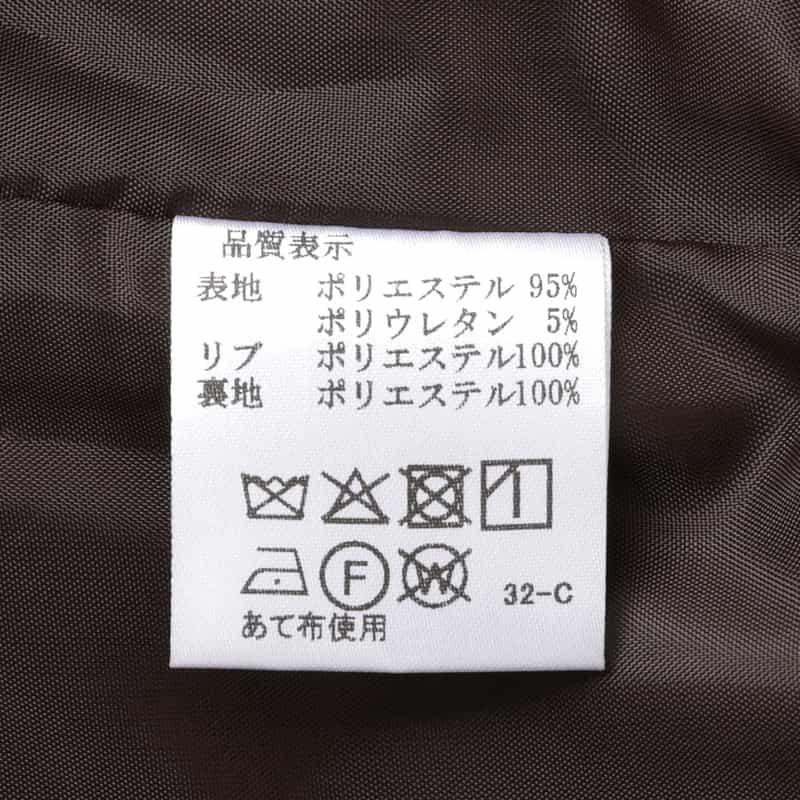 品質表示
表地 ポリエステル 95%
ポリウレタン 5%
リブ ポリエステル100%
裏地 ポリエステル100%
F W 32-C
あて布使用